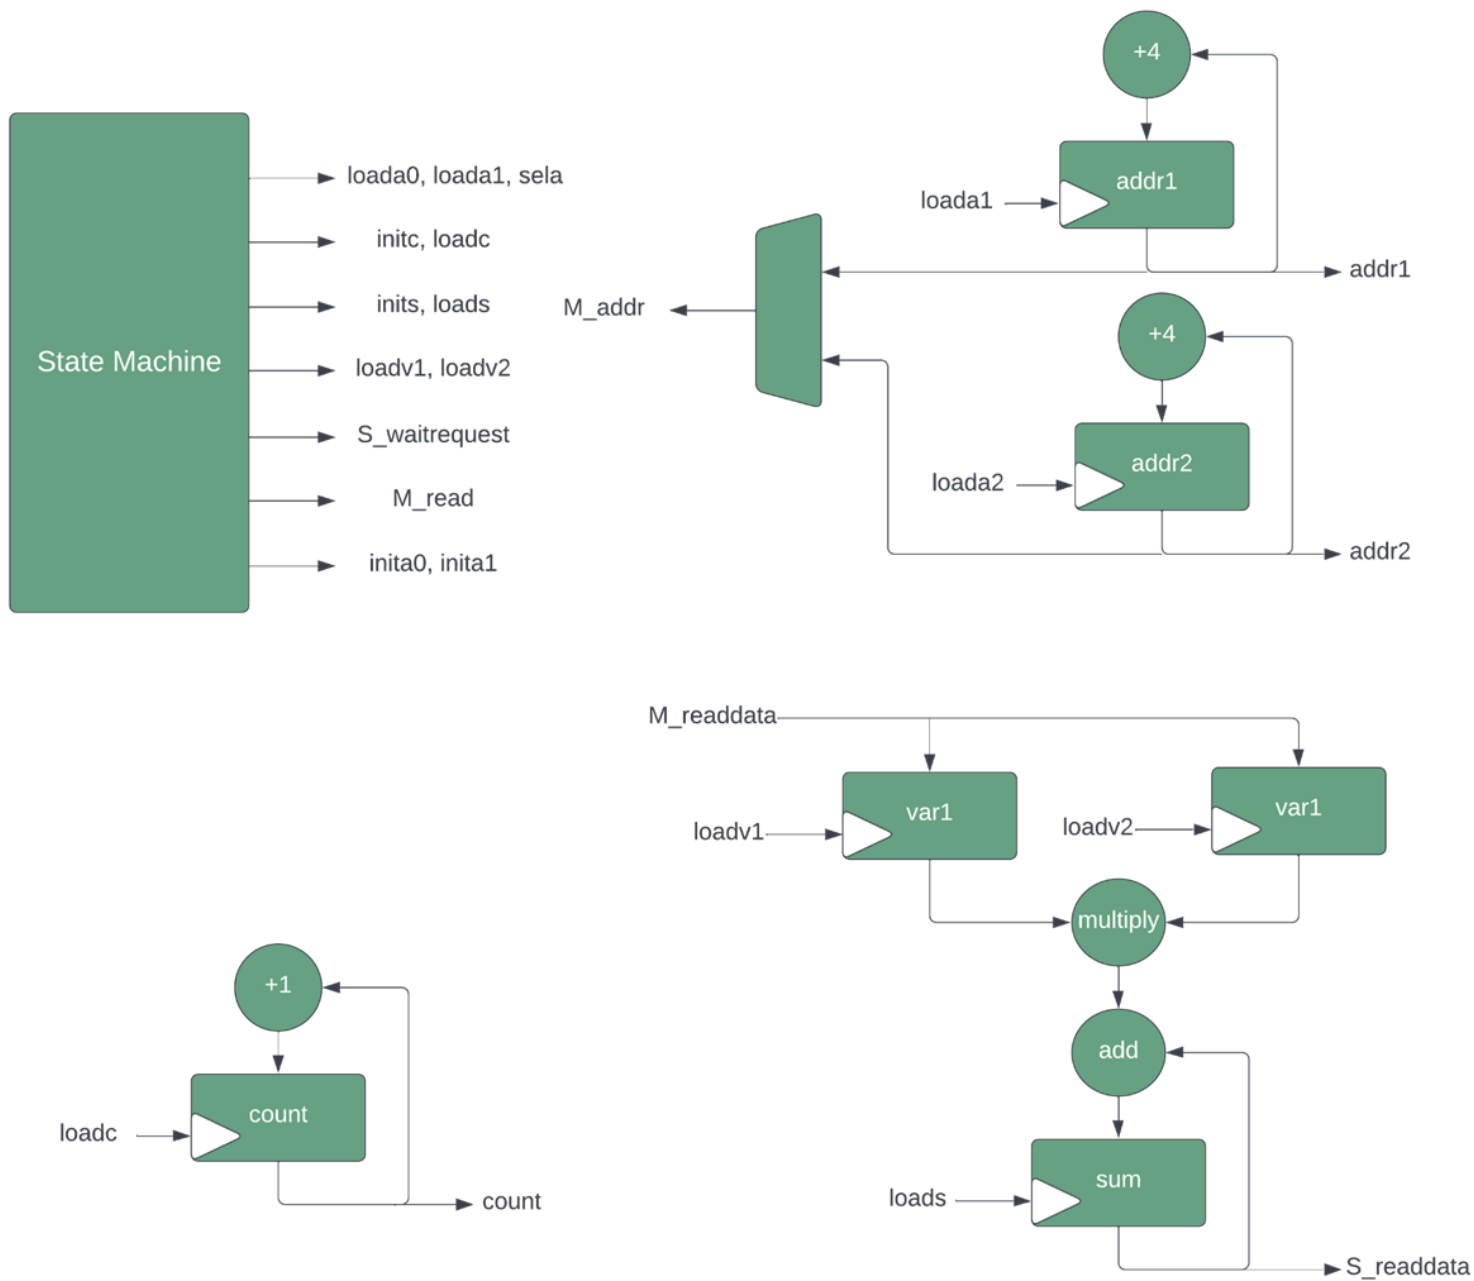 State Machine
loada0, loada1, sela
initc, loadc
inits, loads
loadv1, loadv2
S_waitrequest
M_read
inita0, inita1
+4
addr1
loada1
addr1
M_addr
+4
addr2
loada2
addr2
M_readdata
var1
var1
loadv1
loadv2
multiply
add
sum
loads
S_readdata
+1
count
loadc
count